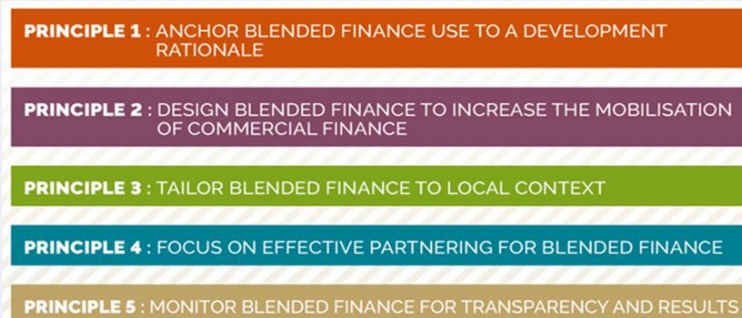 PRINCIPLE 1 : ANCHOR BLENDED FINANCE USE TO A DEVELOPMENT
RATIONALE
PRINCIPLE 2 : DESIGN BLENDED FINANCE TO INCREASE THE MOBILISATION
OF COMMERCIAL FINANCE
PRINCIPLE 3 : TAILOR BLENDED FINANCE TO LOCAL CONTEXT
PRINCIPLE 4 : FOCUS ON EFFECTIVE PARTNERING FOR BLENDED FINANCE
PRINCIPLE 5 : MONITOR BLENDED FINANCE FOR TRANSPARENCY AND RESULTS